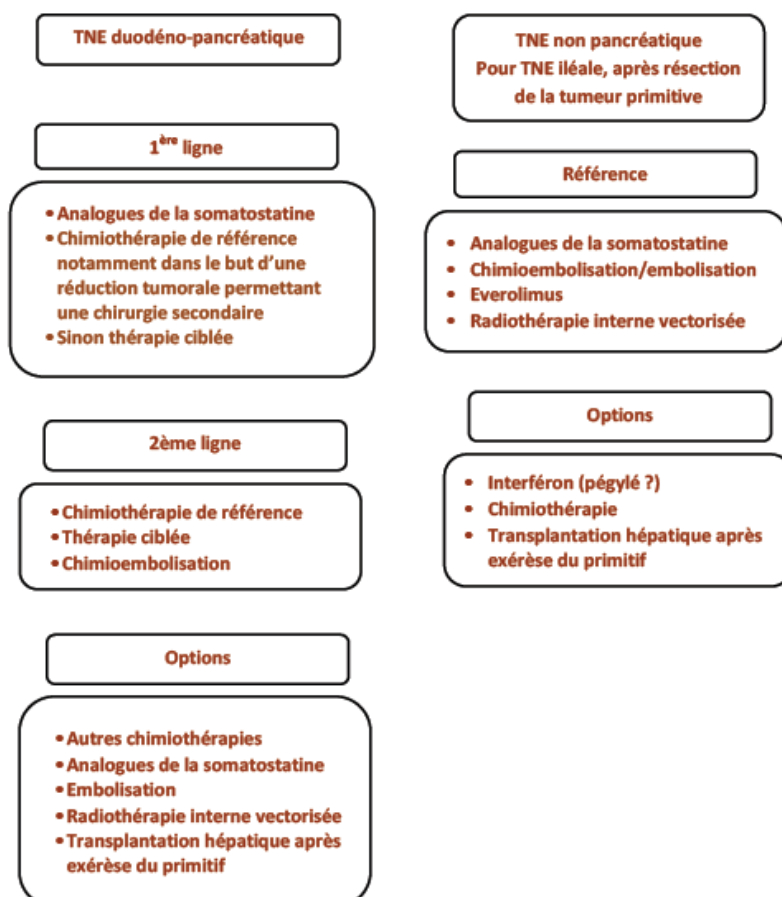 TNE duodéno-pancréatique
1ère ligne
• Analogues de la somatostatine
• Chimiothérapie de référence
notamment dans le but d'une
réduction tumorale permettant
une chirurgie secondaire
• Sinon thérapie ciblée
2ème ligne
• Chimiothérapie de référence
• Thérapie ciblée
• Chimioembolisation
Options
• Autres chimiothérapies
• Analogues de la somatostatine
• Embolisation
• Radiothérapie interne vectorisée
• Transplantation hépatique après
exérèse du primitif
TNE non pancréatique
Pour TNE iléale, après résection
de la tumeur primitive
Référence
• Analogues de la somatostatine
• Chimioembolisation/embolisation
• Everolimus
• Radiothérapie interne vectorisée
Options
• Interféron (pégylé ?)
• Chimiothérapie
• Transplantation hépatique après
exérèse du primitif